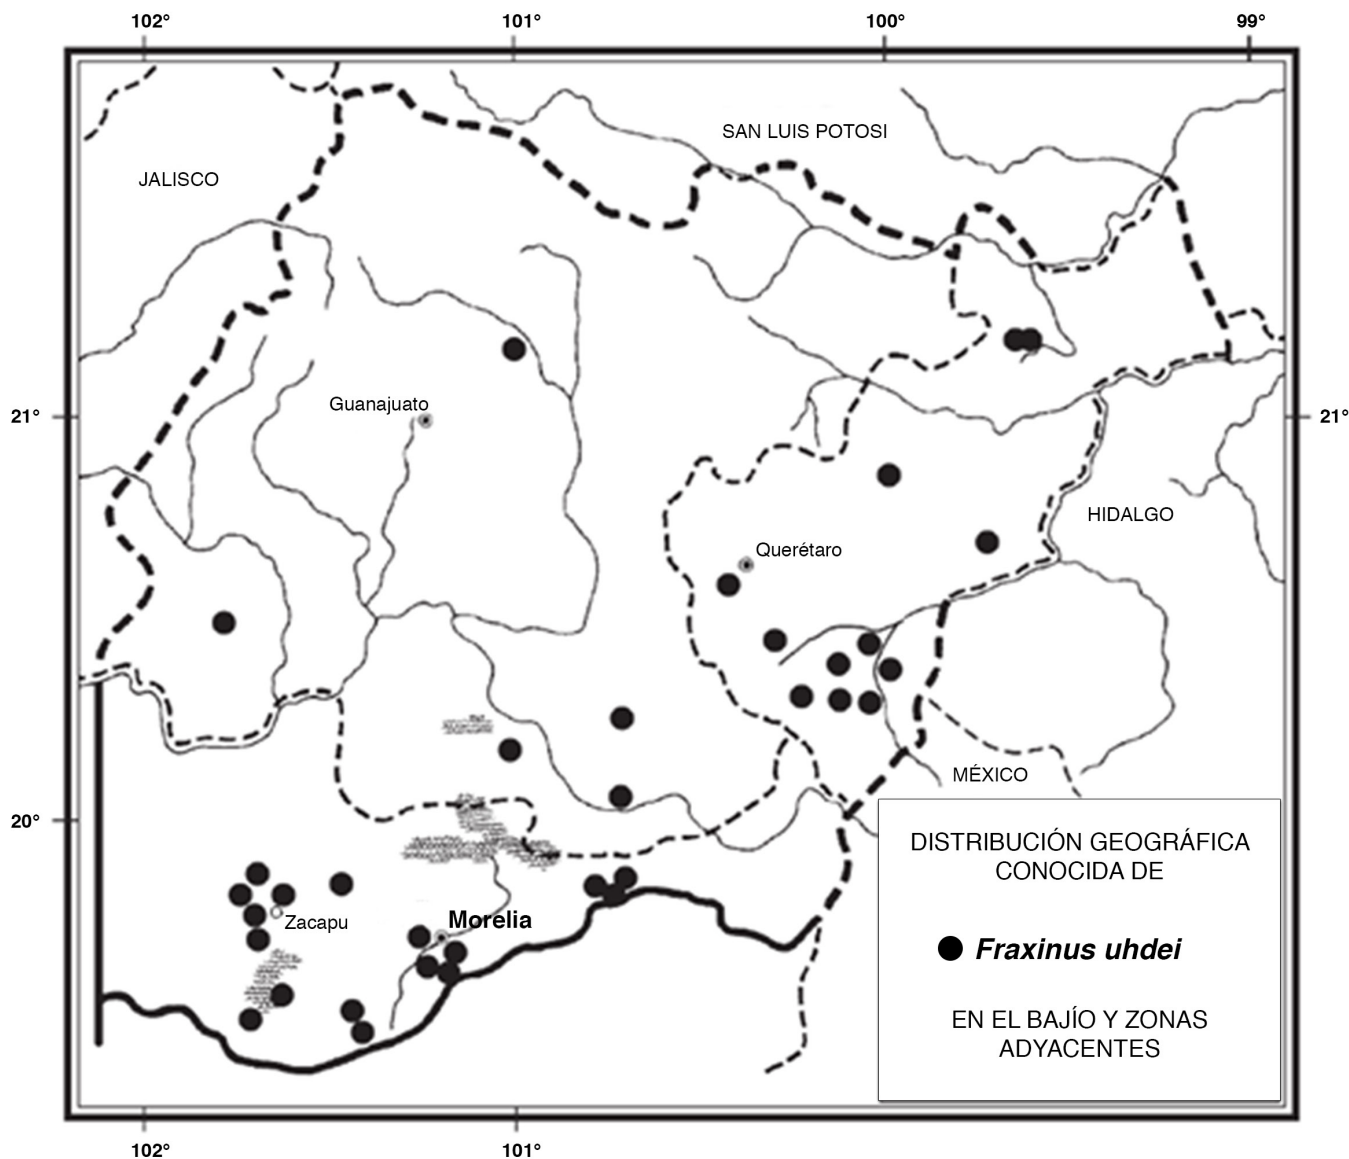 102°
101°
100°
99°
SAN LUIS POTOSI
JALISCO
Guanajuato
21°
21°
HIDALGO
Querétaro
MÉXICO
20°
DISTRIBUCIÓN GEOGRÁFICA
CONOCIDA DE
Morelia
Zacapu
Fraxinus uhdei
EN EL BAJÍO Y ZONAS
ADYACENTES
102°
101°